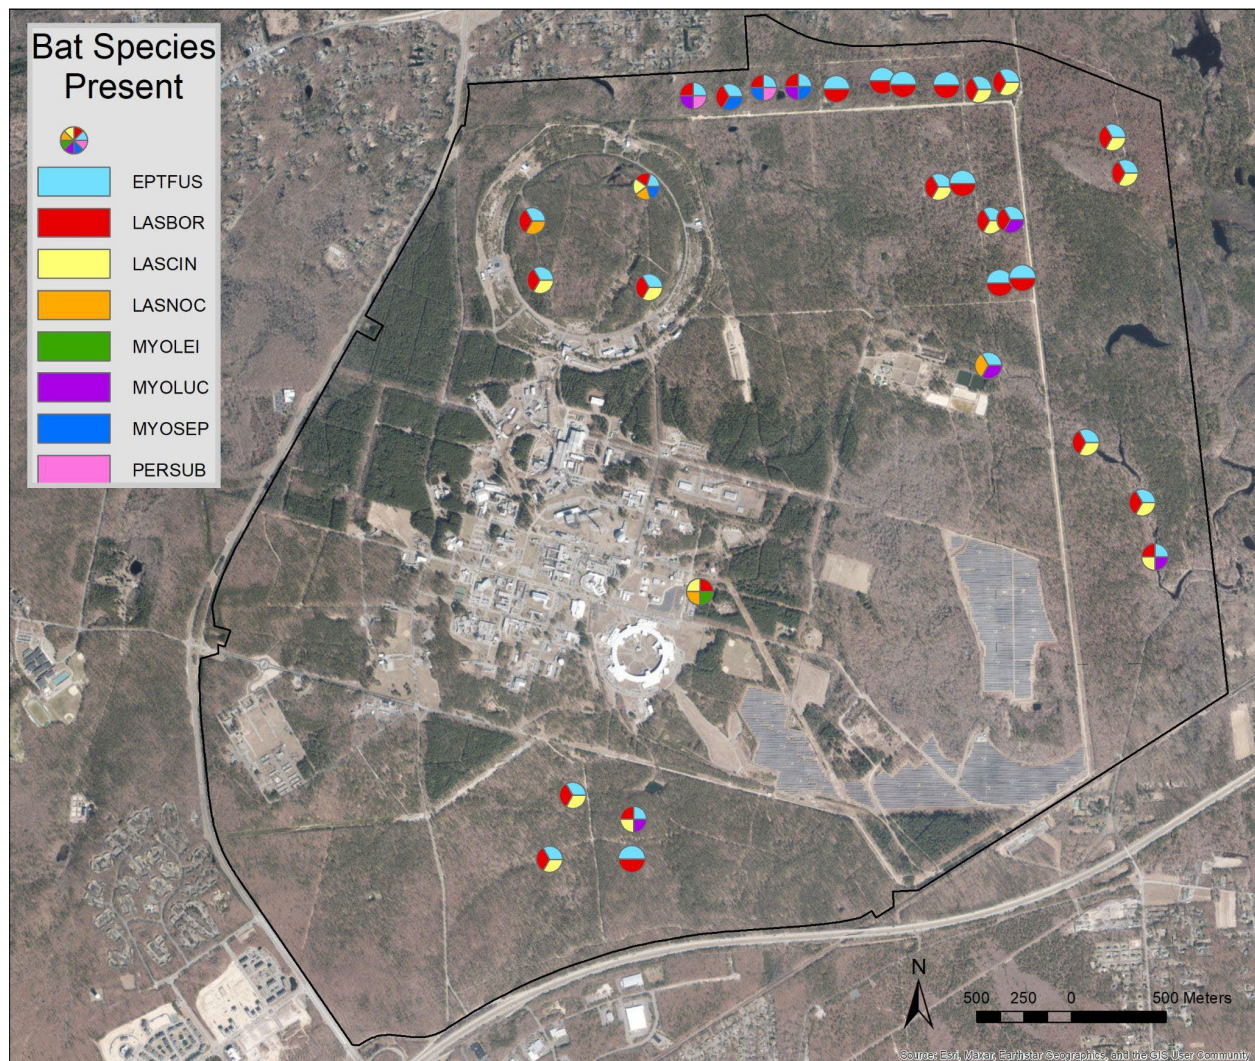 Bat Species
Present
EPTFUS
LASBOR
LASCIN
LASNOC
MYOLEI
MYOLUC
MYOSEP
PERSUB
N
500 250 0 500 Meters
Source: Esri, Maxar, Earthstar Geographics, and the GIS User Community